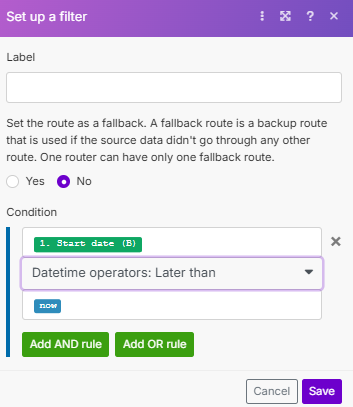 Set up a filter
Label
Set the route as a fallback. A fallback route is a backup route
that is used if the source data didn't go through any other
route. One router can have only one fallback route.
Yes No
Condition
1. Start date (B)
Datetime operators: Later than
now
Add AND rule Add OR rule
Cancel Save